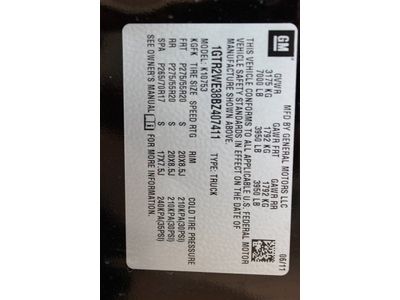 GM
MFD BY GENERAL MOTORS LLC
06/11
GVWR GAWR FRT GAWR RR
3175 KG 1792 KG 1792 KG
7000 LB 3950 LB 3950 LB
THIS VEHICLE CONFORMS TO ALL APPLICABLE U.S. FEDERAL MOTOR
VEHICLE SAFETY STANDARDS IN EFFECT ON THE DATE OF
MANUFACTURE SHOWN ABOVE.
1GTR2WE38BZ407411 TYPE: TRUCK
MODEL: K10753
KGFK TIRE SIZE SPEED RTG RIM COLD TIRE PRESSURE
FRT P275/55R20 S 20X8.5J 210KPA(30PSI)
RR P275/55R20 S 20X8.5J 210KPA(30PSI)
SPA P265/70R17 S 17X7.5J 240KPA(35PSI)
SEE OWNER'S MANUAL FOR MORE INFORMATION.